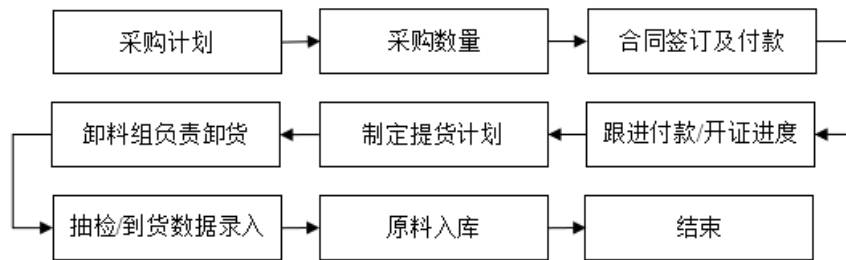 采购计划
采购数量
合同签订及付款
跟进付款/开证进度
制定提货计划
卸料组负责卸货
抽检/到货数据录入
原料入库
结束